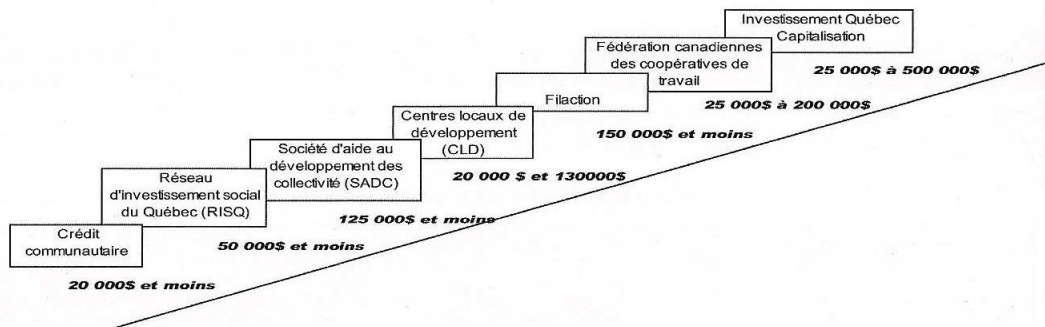 Investissement Québec
Capitalisation
25 000$ à 500 000$
Fédération canadiennes
des coopératives de
travail
25 000$ à 200 000$
Filaction
150 000$ et moins
Centres locaux de
développement
(CLD)
20 000 $ et 130000$
Société d'aide au
développement des
collectivité (SADC)
125 000$ et moins
Réseau
d'investissement social
du Québec (RISQ)
50 000$ et moins
Crédit
communautaire
20 000$ et moins